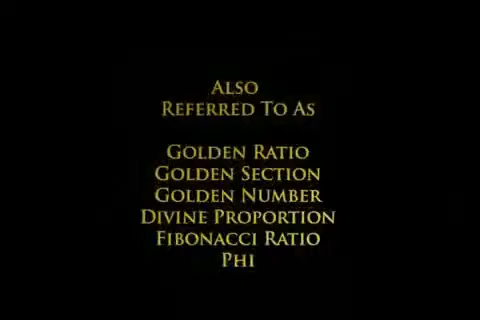 Also
Referred To As
Golden Ratio
Golden Section
Golden Number
Divine Proportion
Fibonacci Ratio
Phi